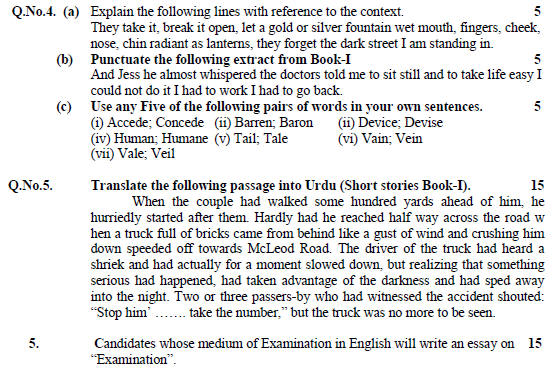 Q.No.4. (a) Explain the following lines with reference to the context. 5
They take it, break it open, let a gold or silver fountain wet mouth, fingers, cheek,
nose, chin radiant as lanterns, they forget the dark street I am standing in.
(b) Punctuate the following extract from Book-I 5
And Jess he almost whispered the doctors told me to sit still and to take life easy I
could not do it I had to work I had to go back.
(c) Use any Five of the following pairs of words in your own sentences. 5
(i) Accede; Concede (ii) Barren; Baron (ii) Device; Devise
(iv) Human; Humane (v) Tail; Tale (vi) Vain; Vein
(vii) Vale; Veil
Q.No.5. Translate the following passage into Urdu (Short stories Book-I). 15
When the couple had walked some hundred yards ahead of him, he
hurriedly started after them. Hardly had he reached half way across the road w
hen a truck full of bricks came from behind like a gust of wind and crushing him
down speeded off towards McLeod Road. The driver of the truck had heard a
shriek and had actually for a moment slowed down, but realizing that something
serious had happened, had taken advantage of the darkness and had sped away
into the night. Two or three passers-by who had witnessed the accident shouted:
“Stop him’ ....... take the number,” but the truck was no more to be seen.
5. Candidates whose medium of Examination in English will write an essay on 15
“Examination”.